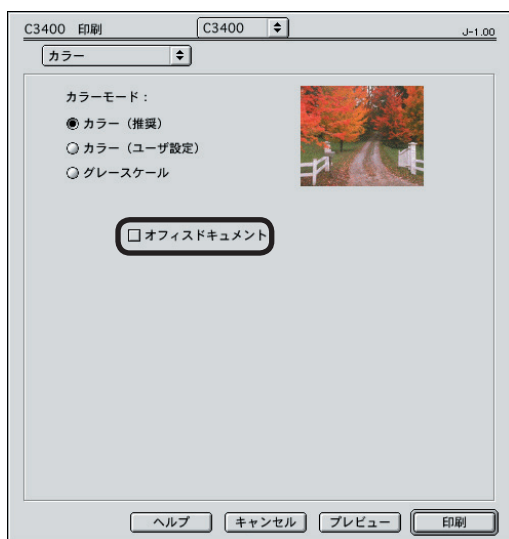 C3400 印刷 C3400 J-1.00
カラー
カラーモード：
カラー（推奨）
カラー（ユーザ設定）
グレースケール
オフィスドキュメント
ヘルプ キャンセル プレビュー 印刷